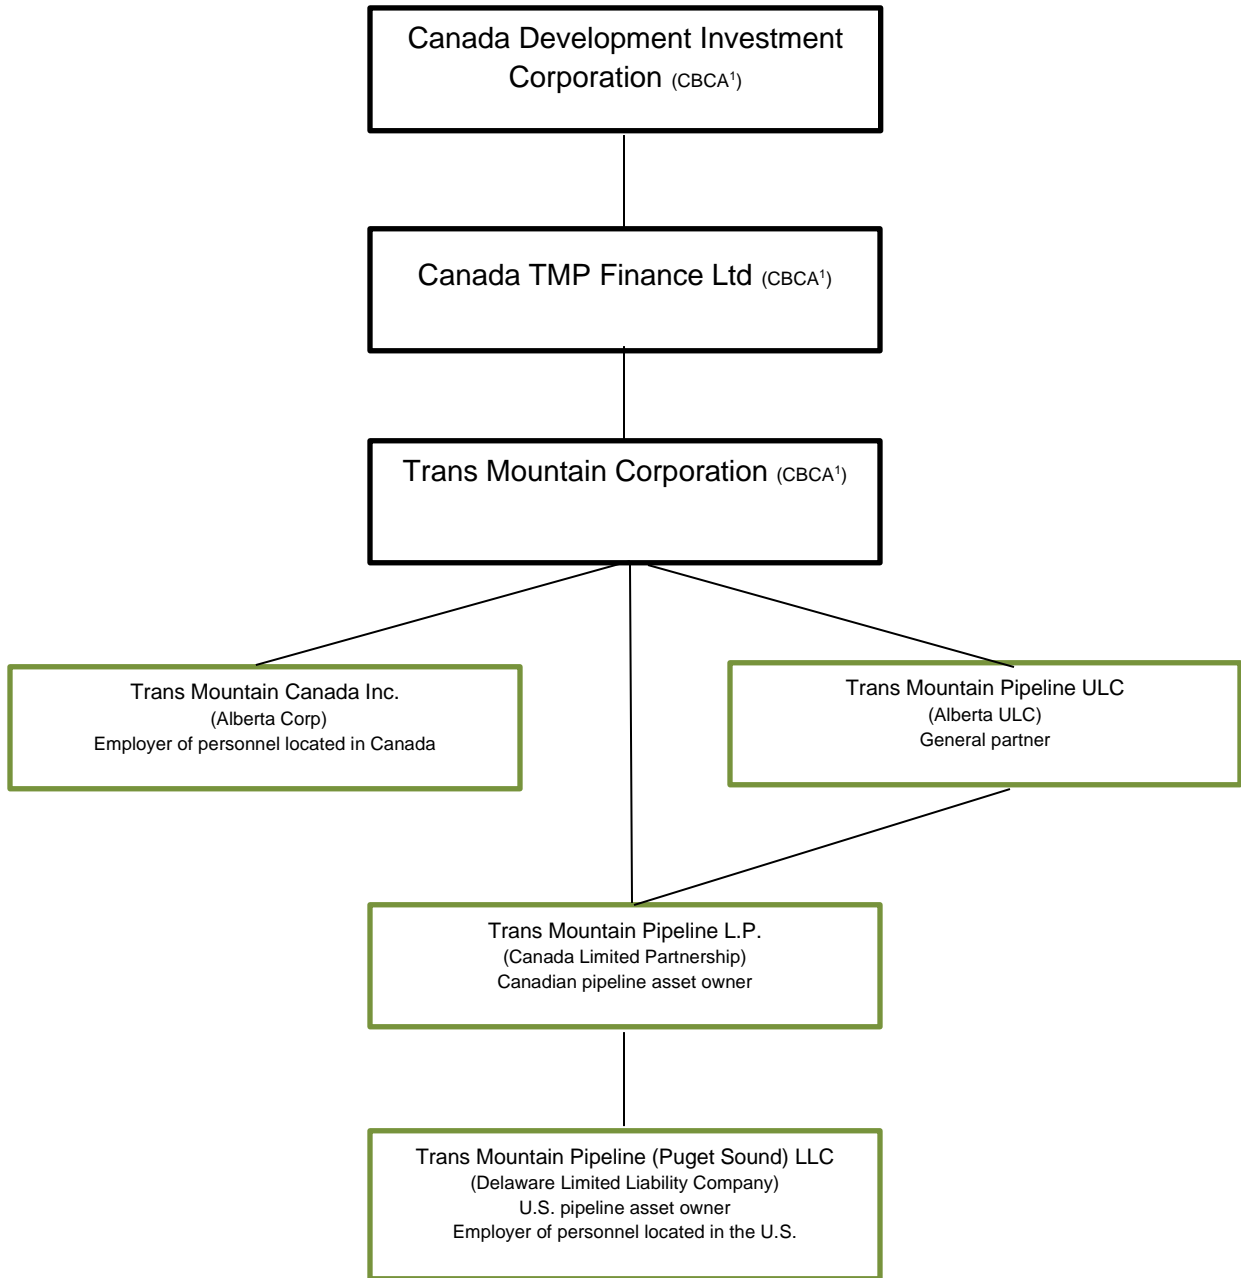 Canada Development Investment
Corporation (CBCA¹)
Canada TMP Finance Ltd (CBCA¹)
Trans Mountain Corporation (CBCA¹)
Trans Mountain Canada Inc.
(Alberta Corp)
Employer of personnel located in Canada
Trans Mountain Pipeline ULC
(Alberta ULC)
General partner
Trans Mountain Pipeline L.P.
(Canada Limited Partnership)
Canadian pipeline asset owner
Trans Mountain Pipeline (Puget Sound) LLC
(Delaware Limited Liability Company)
U.S. pipeline asset owner
Employer of personnel located in the U.S.